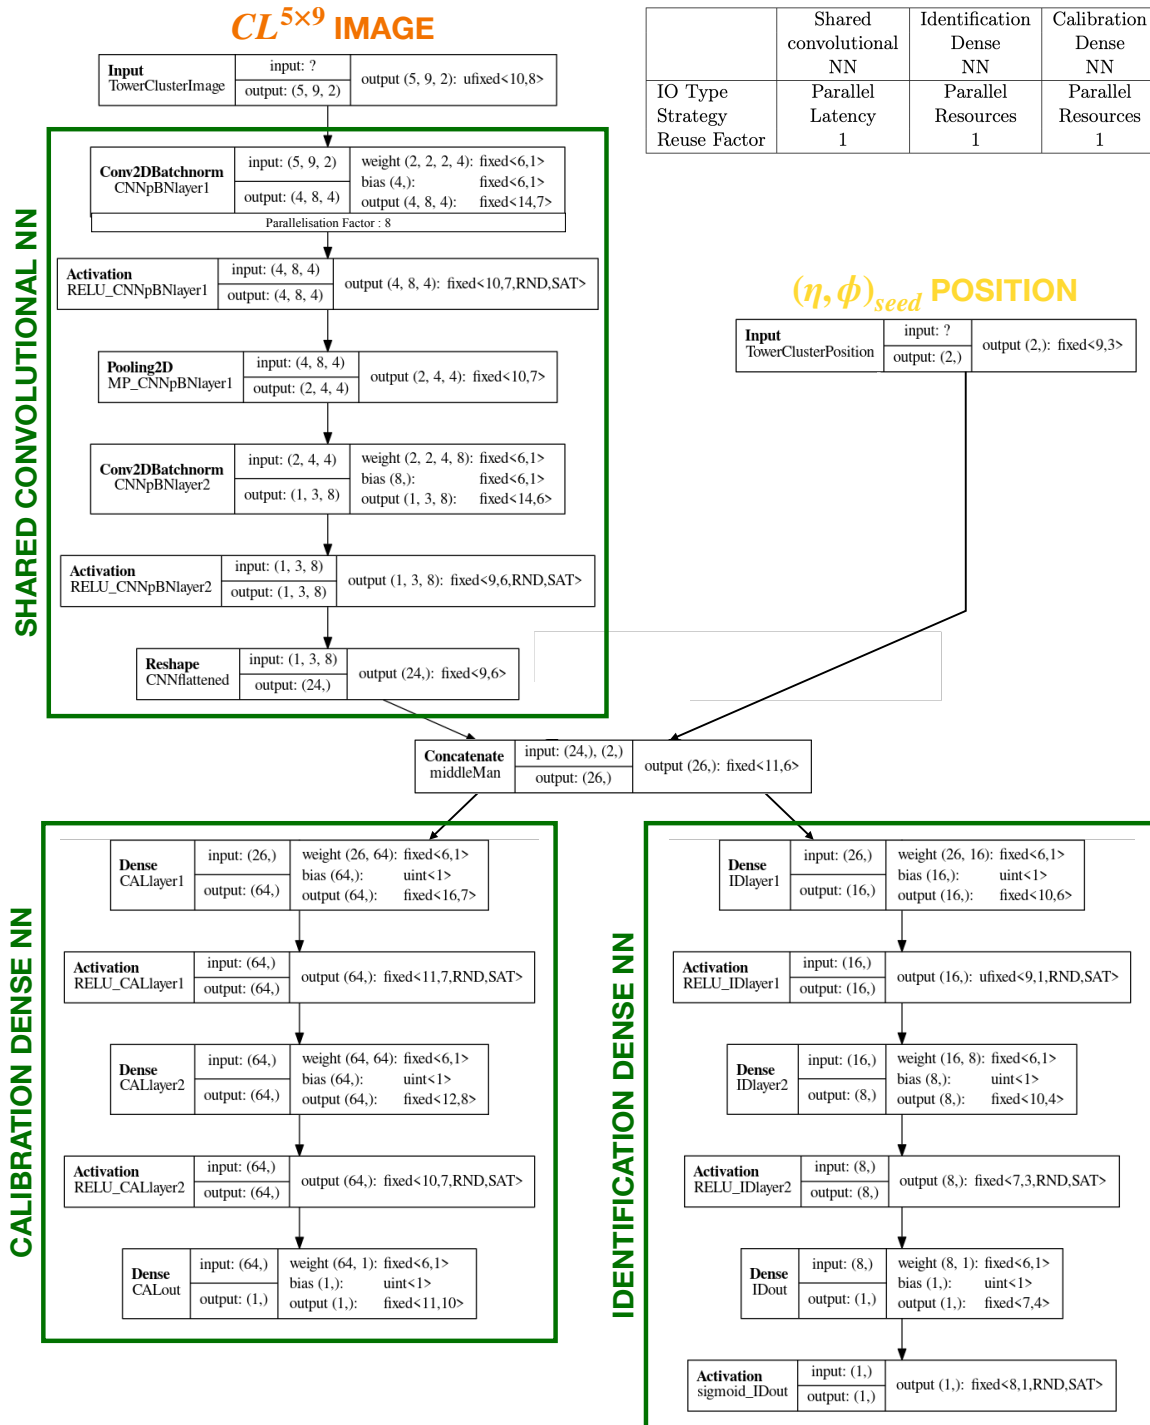 CL^{5×9} IMAGE
Input
TowerClusterImage
input: ?
output: (5, 9, 2)
output (5, 9, 2): ufixed<10,8>
Shared convolutional NN
Identification Dense NN
Calibration Dense NN
IO Type Parallel Parallel Parallel
Strategy Latency Resources Resources
Reuse Factor 1 1 1
SHARED CONVOLUTIONAL NN
Conv2DBatchnorm
CNNpBNlayer1
input: (5, 9, 2)
output: (4, 8, 4)
weight (2, 2, 2, 4): fixed<6,1>
bias (4,): fixed<6,1>
output (4, 8, 4): fixed<14,7>
Parallelisation Factor : 8
Activation
RELU_CNNpBNlayer1
input: (4, 8, 4)
output: (4, 8, 4)
output (4, 8, 4): fixed<10,7,RND,SAT>
Pooling2D
MP_CNNpBNlayer1
input: (4, 8, 4)
output: (2, 4, 4)
output (2, 4, 4): fixed<10,7>
Conv2DBatchnorm
CNNpBNlayer2
input: (2, 4, 4)
output: (1, 3, 8)
weight (2, 2, 4, 8): fixed<6,1>
bias (8,): fixed<6,1>
output (1, 3, 8): fixed<14,6>
Activation
RELU_CNNpBNlayer2
input: (1, 3, 8)
output: (1, 3, 8)
output (1, 3, 8): fixed<9,6,RND,SAT>
Reshape
CNNflattened
input: (1, 3, 8)
output: (24,)
output (24,): fixed<9,6>
(η, ϕ)_{seed} POSITION
Input
TowerClusterPosition
input: ?
output: (2,)
output (2,): fixed<9,3>
Concatenate
middleMan
input: (24,), (2,)
output: (26,)
output (26,): fixed<11,6>
CALIBRATION DENSE NN
Dense
CALlayer1
input: (26,)
output: (64,)
weight (26, 64): fixed<6,1>
bias (64,): uint<1>
output (64,): fixed<16,7>
Activation
RELU_CALlayer1
input: (64,)
output: (64,)
output (64,): fixed<11,7,RND,SAT>
Dense
CALlayer2
input: (64,)
output: (64,)
weight (64, 64): fixed<6,1>
bias (64,): uint<1>
output (64,): fixed<12,8>
Activation
RELU_CALlayer2
input: (64,)
output: (64,)
output (64,): fixed<10,7,RND,SAT>
Dense
CALout
input: (64,)
output: (1,)
weight (64, 1): fixed<6,1>
bias (1,): uint<1>
output (1,): fixed<11,10>
IDENTIFICATION DENSE NN
Dense
IDlayer1
input: (26,)
output: (16,)
weight (26, 16): fixed<6,1>
bias (16,): uint<1>
output (16,): fixed<10,6>
Activation
RELU_IDlayer1
input: (16,)
output: (16,)
output (16,): ufixed<9,1,RND,SAT>
Dense
IDlayer2
input: (16,)
output: (8,)
weight (16, 8): fixed<6,1>
bias (8,): uint<1>
output (8,): fixed<10,4>
Activation
RELU_IDlayer2
input: (8,)
output: (8,)
output (8,): fixed<7,3,RND,SAT>
Dense
IDout
input: (8,)
output: (1,)
weight (8, 1): fixed<6,1>
bias (1,): uint<1>
output (1,): fixed<7,4>
Activation
sigmoid_IDout
input: (1,)
output: (1,)
output (1,): fixed<8,1,RND,SAT>